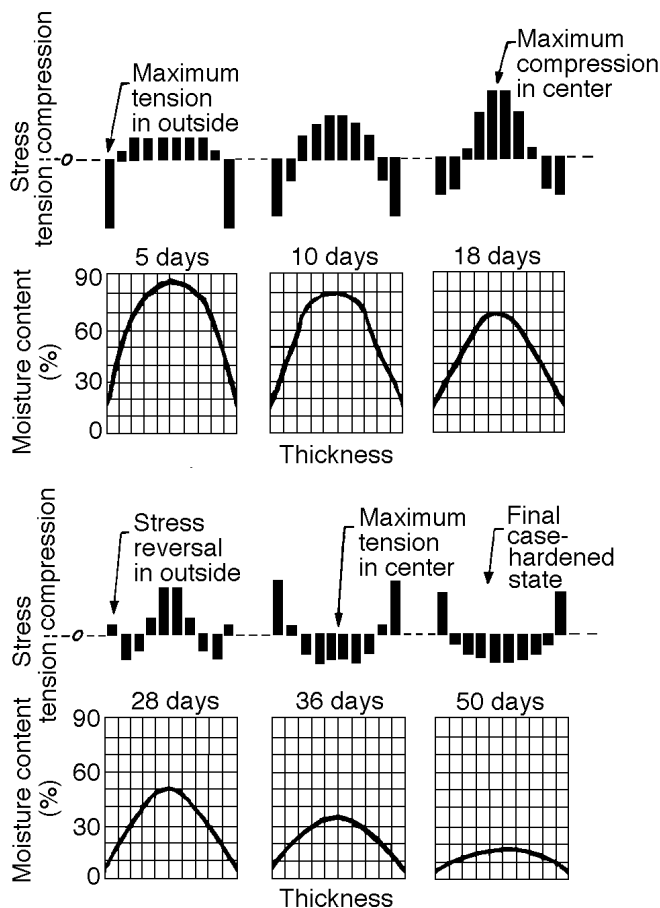 Maximum
tension
in outside
Maximum
compression
in center
Stress
tension compression
0
5 days
10 days
18 days
Moisture content
(%)
90
60
30
0
Thickness
Stress
reversal
in outside
Maximum
tension
in center
Final
case-
hardened
state
Stress
tension compression
0
28 days
36 days
50 days
Moisture content
(%)
90
60
30
0
Thickness